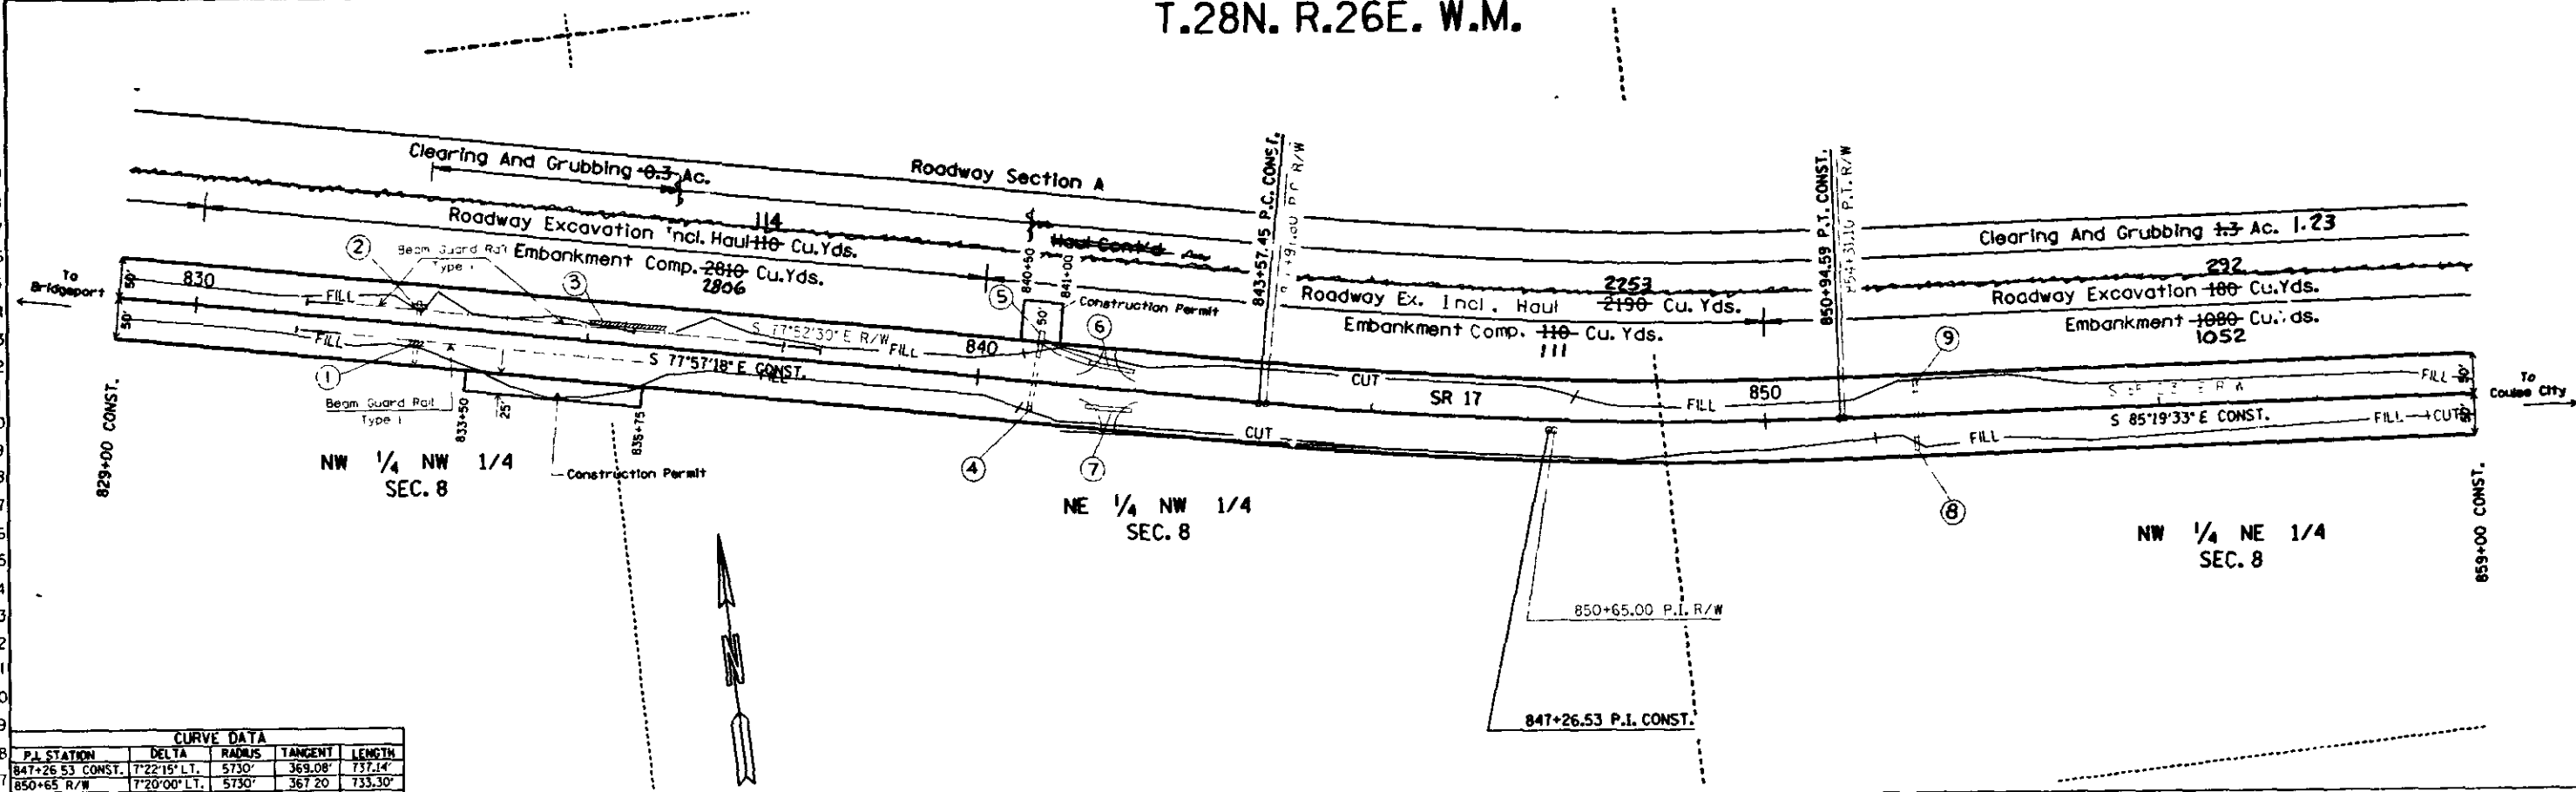 T.28N. R.26E. W.M.
Clearing And Grubbing 0.3 Ac.
Roadway Section A
114
Roadway Excavation Incl. Haul 110 Cu.Yds.
Haul Cont'd
Embankment Comp. 2810 Cu.Yds.
2806
Beam Guard Rail
Type 1
2
3
5
6
840+50
841+00
50'
Construction Permit
843+57.45 P.C. CONST.
P.C. R/W
2253
Roadway Ex. Incl. Haul 2190 Cu. Yds.
Embankment Comp. 110 Cu. Yds.
111
850+94.59 P.T. CONST.
P.T. R/W
Clearing And Grubbing 1.3 Ac. 1.23
292
Roadway Excavation 180 Cu.Yds.
Embankment 1080
1052
9
To
Bridgeport
50'
50'
830
FILL
FILL
S 77°52'30" E R/W
FILL
840
S 77°57'18" E CONST.
FILL
CUT
SR 17
FILL
850
FILL
50'
50'
To
Coulee City
S 85°19'33" E CONST.
FILL
CUT
FILL
CUT
1
Beam Guard Rail
Type 1
833+50
25'
835+75
Construction Permit
4
7
8
829+00 CONST.
NW 1/4 NW 1/4
SEC. 8
NE 1/4 NW 1/4
SEC. 8
NW 1/4 NE 1/4
SEC. 8
859+00 CONST.
N
850+65.00 P.I. R/W
847+26.53 P.I. CONST.
CURVE DATA
P.I. STATION DELTA RADIUS TANGENT LENGTH
847+26.53 CONST. 7°22'15" LT. 5730' 369.08' 737.14'
850+65 R/W 7°20'00" LT. 5730' 367.20 733.30'